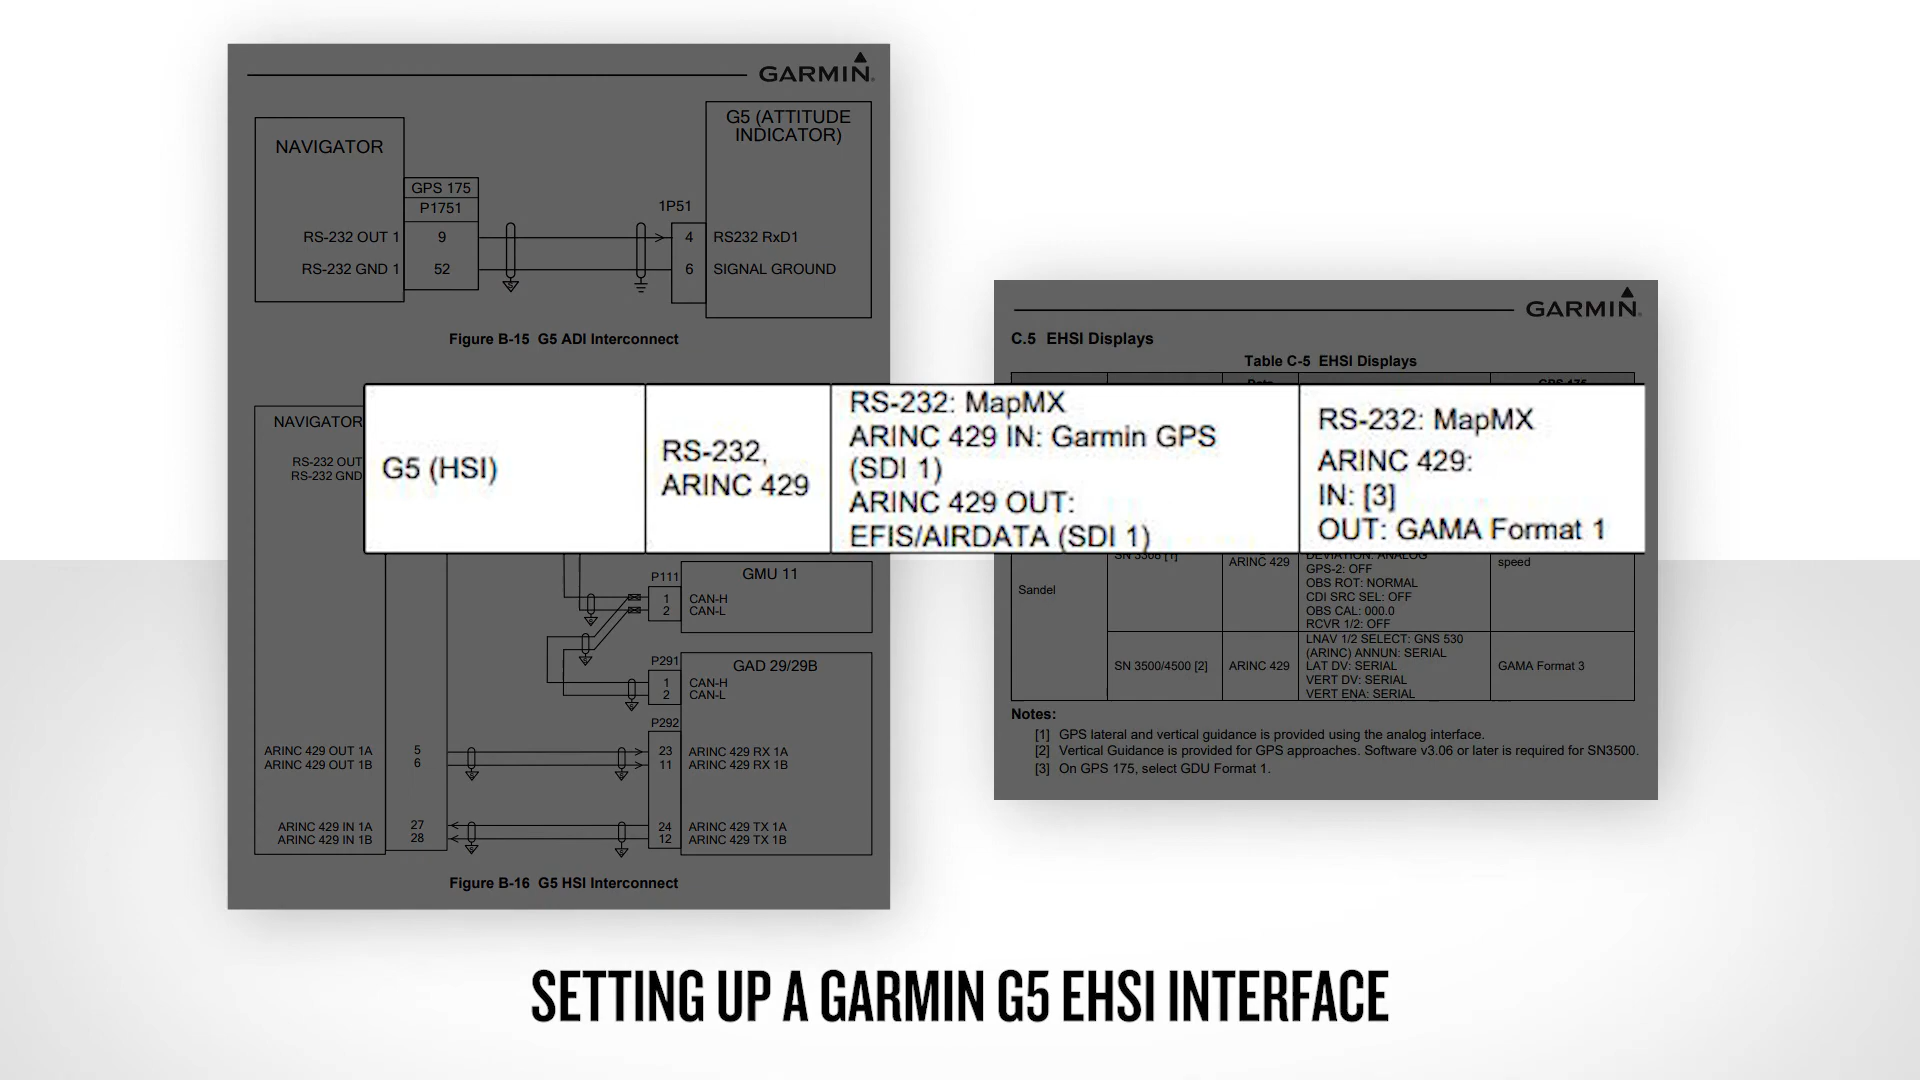 GARMIN
NAVIGATOR
GPS 175
P1751
RS-232 OUT 1 9
RS-232 GND 1 52
G5 (ATTITUDE
INDICATOR)
1P51
4 RS232 RxD1
6 SIGNAL GROUND
Figure B-15 G5 ADI Interconnect
NAVIGATOR
RS-232 OUT
RS-232 GND
P111
GMU 11
1 CAN-H
2 CAN-L
P291
GAD 29/29B
1 CAN-H
2 CAN-L
P292
ARINC 429 OUT 1A 5 23 ARINC 429 RX 1A
ARINC 429 OUT 1B 6 11 ARINC 429 RX 1B
ARINC 429 IN 1A 27 24 ARINC 429 TX 1A
ARINC 429 IN 1B 28 12 ARINC 429 TX 1B
Figure B-16 G5 HSI Interconnect
GARMIN
C.5 EHSI Displays
Table C-5 EHSI Displays
G5 (HSI)
RS-232,
ARINC 429
RS-232: MapMX
ARINC 429 IN: Garmin GPS
(SDI 1)
ARINC 429 OUT:
EFIS/AIRDATA (SDI 1)
RS-232: MapMX
ARINC 429:
IN: [3]
OUT: GAMA Format 1
Sandel
ARINC 429
DEVIATION: ANALOG
GPS-2: OFF
OBS ROT: NORMAL
CDI SRC SEL: OFF
OBS CAL: 000.0
RCVR 1/2: OFF
speed
SN 3500/4500 [2]
ARINC 429
LNAV 1/2 SELECT: GNS 530
(ARINC) ANNUN: SERIAL
LAT DV: SERIAL
VERT DV: SERIAL
VERT ENA: SERIAL
GAMA Format 3
Notes:
[1] GPS lateral and vertical guidance is provided using the analog interface.
[2] Vertical Guidance is provided for GPS approaches. Software v3.06 or later is required for SN3500.
[3] On GPS 175, select GDU Format 1.
SETTING UP A GARMIN G5 EHSI INTERFACE